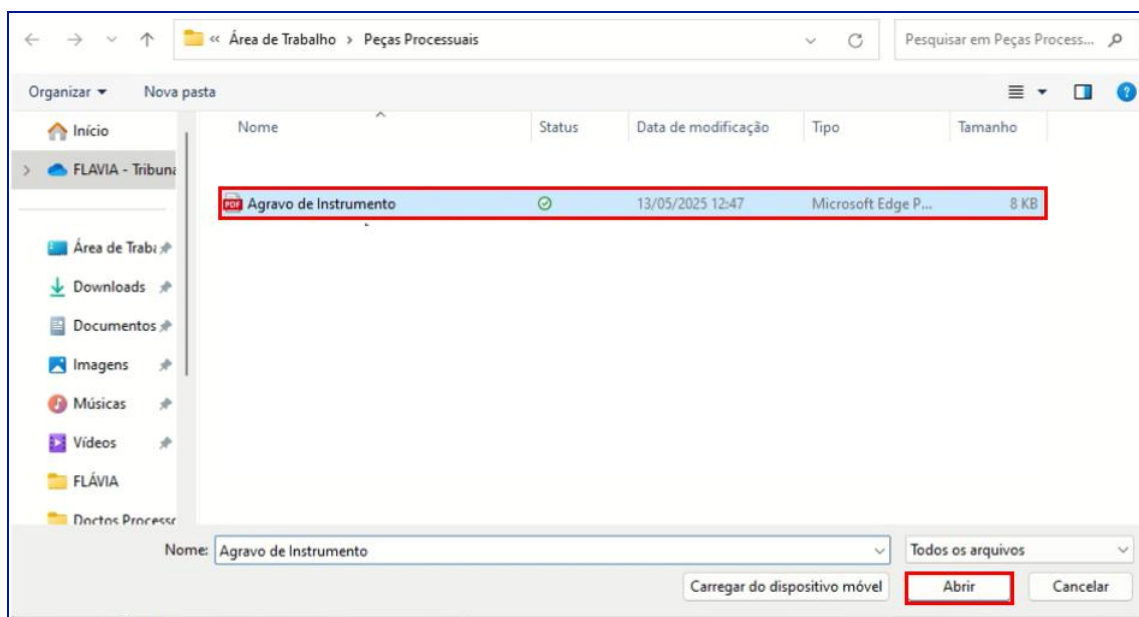 « Área de Trabalho > Peças Processuais
Pesquisar em Peças Process...
Organizar
Nova pasta
Nome Status Data de modificação Tipo Tamanho
Início
FLAVIA - Tribuna
PDF Agravo de Instrumento 13/05/2025 12:47 Microsoft Edge P... 8 KB
Área de Traba
Downloads
Documentos
Imagens
Músicas
Vídeos
FLÁVIA
Doctos Processo
Nome: Agravo de Instrumento Todos os arquivos
Carregar do dispositivo móvel Abrir Cancelar